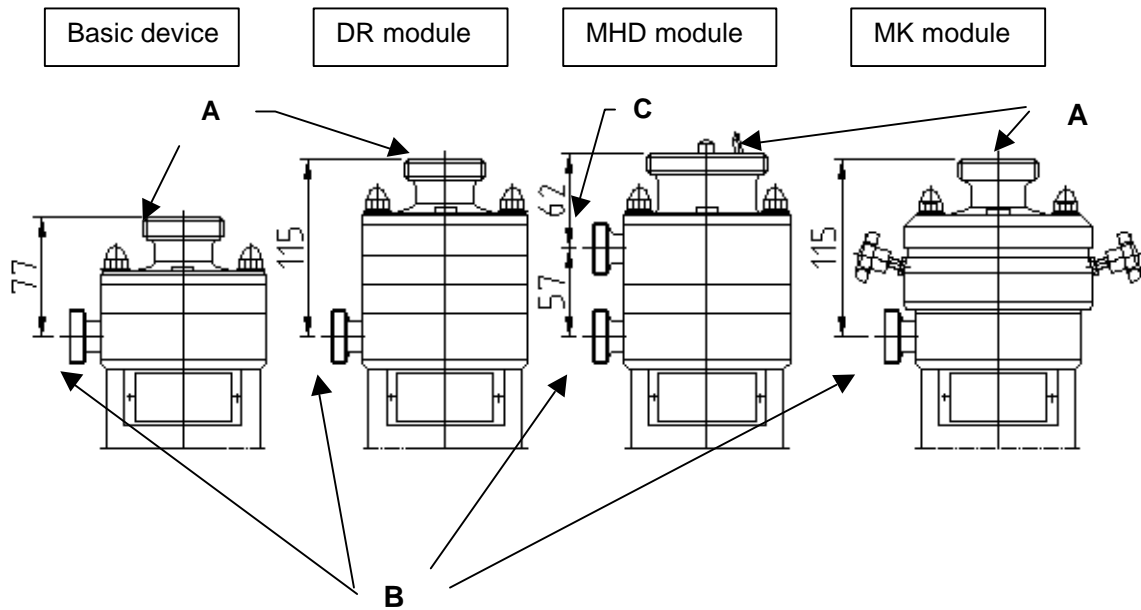 Basic device
DR module
MHD module
MK module
A
C
A
77
115
62
57
115
B